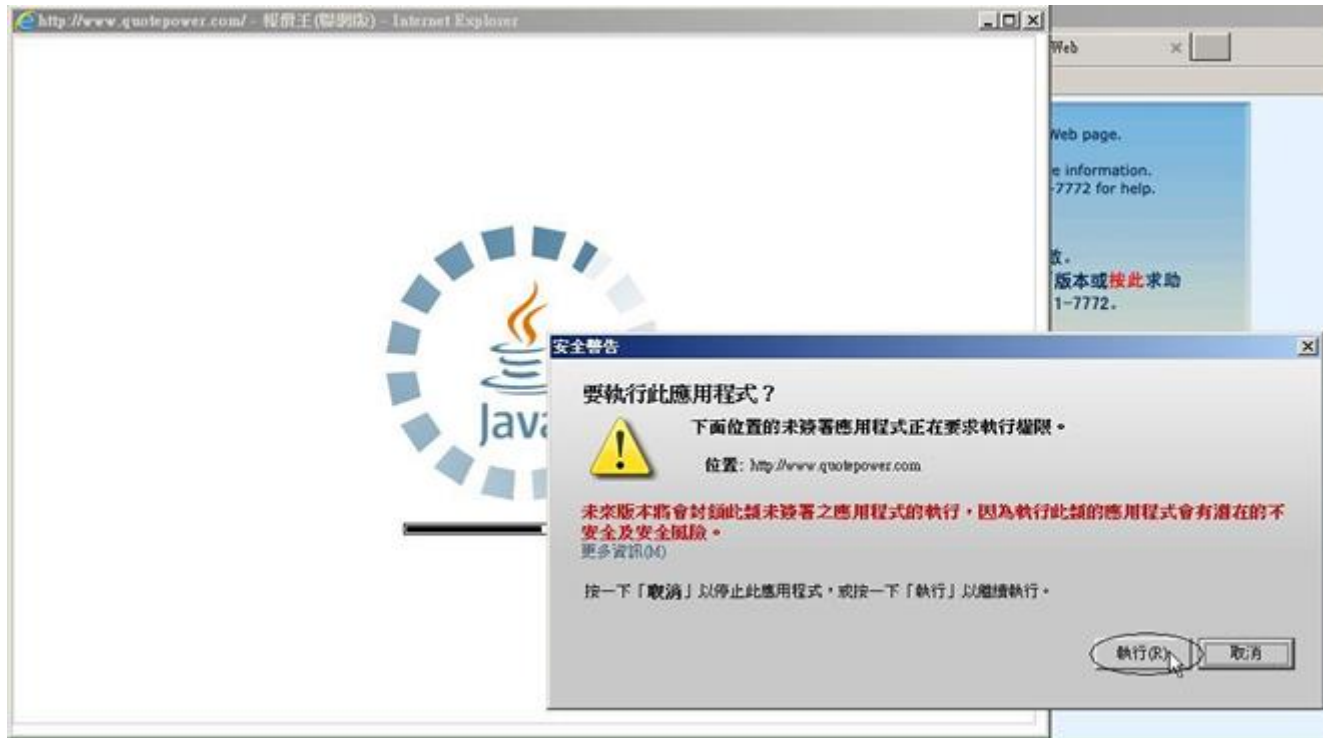 http://www.quotepower.com/ - 報價王(聯網版) - Internet Explorer
Web
Web page.
e information.
-7772 for help.
版本或按此求助
1-7772。
Java
安全警告
要執行此應用程式？
下面位置的未簽署應用程式正在要求執行權限。
位置: http://www.quotepower.com
未來版本將會封鎖此類未簽署之應用程式的執行，因為執行此類的應用程式會有潛在的不
安全及安全風險。
更多資訊(M)
按一下「取消」以停止此應用程式，或按一下「執行」以繼續執行。
執行(R)
取消